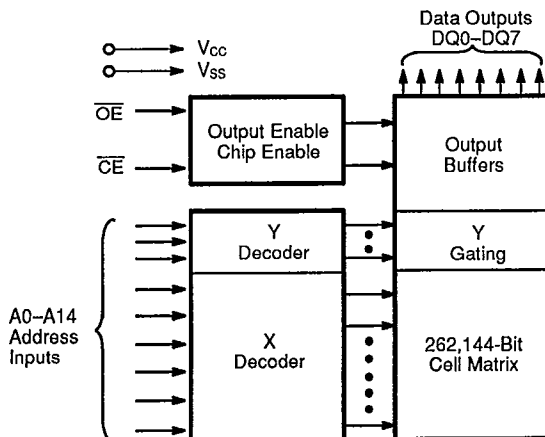 Data Outputs
DQ0–DQ7
VCC
VSS
OE
CE
Output Enable
Chip Enable
Output
Buffers
Y
Decoder
Y
Gating
A0–A14
Address
Inputs
X
Decoder
262,144-Bit
Cell Matrix